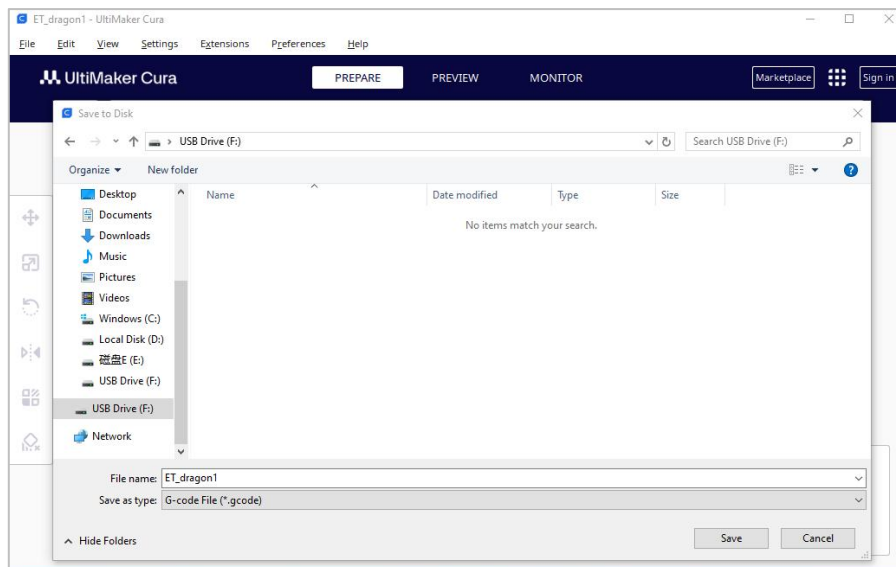 ET_dragon1 - UltiMaker Cura
File Edit View Settings Extensions Preferences Help
UltiMaker Cura PREPARE PREVIEW MONITOR Marketplace Sign in
Save to Disk
USB Drive (F:) Search USB Drive (F:)
Organize New folder
Name Date modified Type Size
No items match your search.
Desktop
Documents
Downloads
Music
Pictures
Videos
Windows (C:)
Local Disk (D:)
磁盘E (E:)
USB Drive (F:)
USB Drive (F:)
Network
File name: ET_dragon1
Save as type: G-code File (*.gcode)
Hide Folders Save Cancel